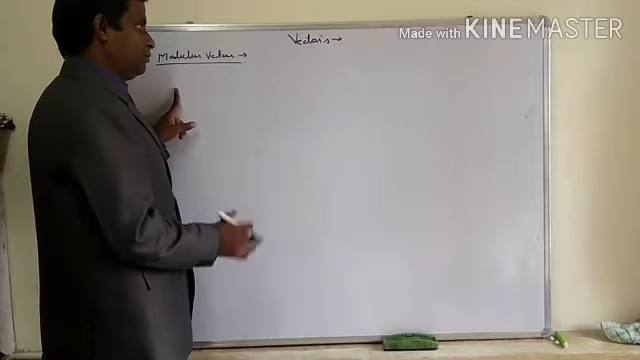 Made with KINEMASTER
Vectors →
Modulus Vector →